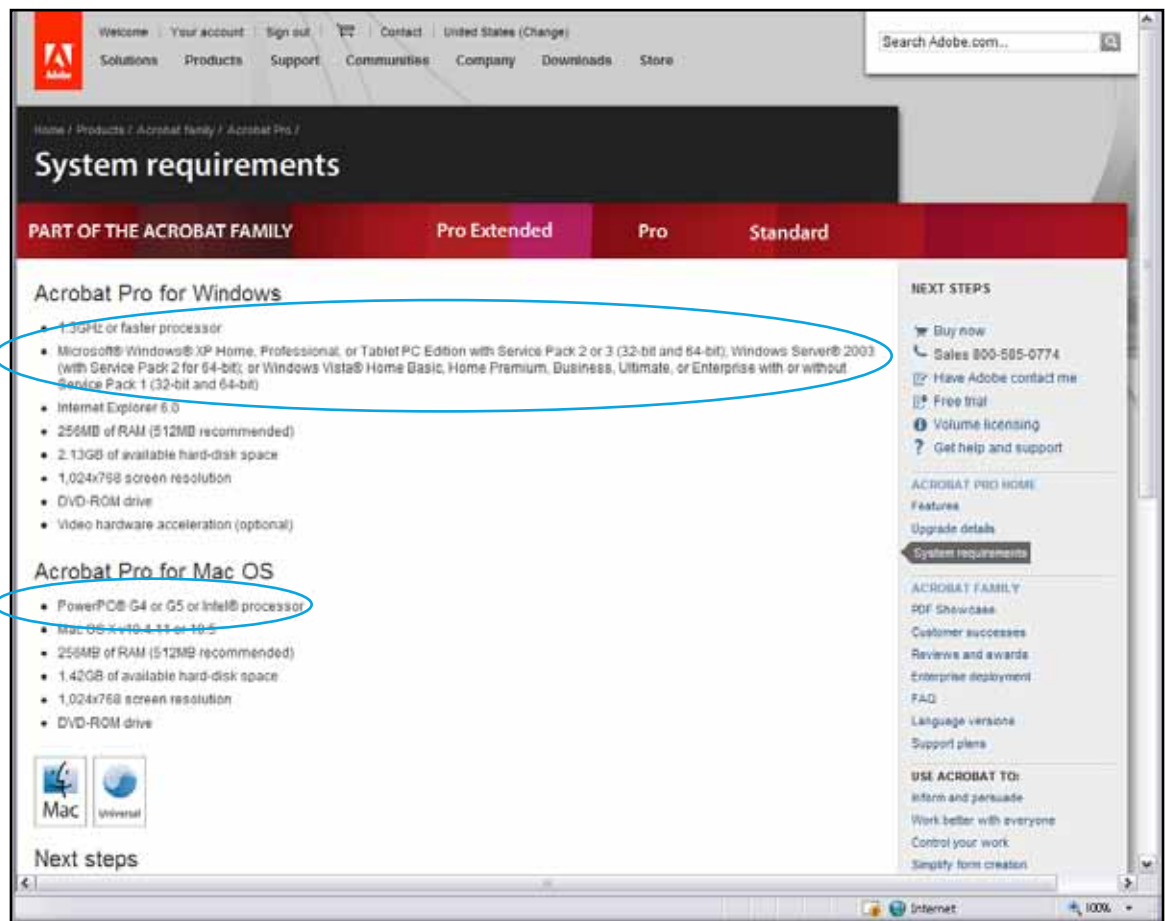 Welcome | Your account | Sign out | | Contact | United States (Change)
Search Adobe.com...
Adobe
Solutions Products Support Communities Company Downloads Store
Home / Products / Acrobat family / Acrobat Pro /
System requirements
PART OF THE ACROBAT FAMILY Pro Extended Pro Standard
Acrobat Pro for Windows
• 1.3GHz or faster processor
• Microsoft® Windows® XP Home, Professional, or Tablet PC Edition with Service Pack 2 or 3 (32-bit and 64-bit); Windows Server® 2003
(with Service Pack 2 for 64-bit); or Windows Vista® Home Basic, Home Premium, Business, Ultimate, or Enterprise with or without
Service Pack 1 (32-bit and 64-bit)
• Internet Explorer 6.0
• 256MB of RAM (512MB recommended)
• 2.13GB of available hard-disk space
• 1,024x768 screen resolution
• DVD-ROM drive
• Video hardware acceleration (optional)
Acrobat Pro for Mac OS
• PowerPC® G4 or G5 or Intel® processor
• Mac OS X v10.4.11 or 10.5
• 256MB of RAM (512MB recommended)
• 1.42GB of available hard-disk space
• 1,024x768 screen resolution
• DVD-ROM drive
Mac
Universal
Next steps
NEXT STEPS
Buy now
Sales 800-585-0774
Have Adobe contact me
Free trial
Volume licensing
? Get help and support
ACROBAT PRO HOME
Features
Upgrade details
System requirements
ACROBAT FAMILY
PDF Showcase
Customer successes
Reviews and awards
Enterprise deployment
FAQ
Language versions
Support plans
USE ACROBAT TO:
Inform and persuade
Work better with everyone
Control your work
Simplify form creation
Internet 100%